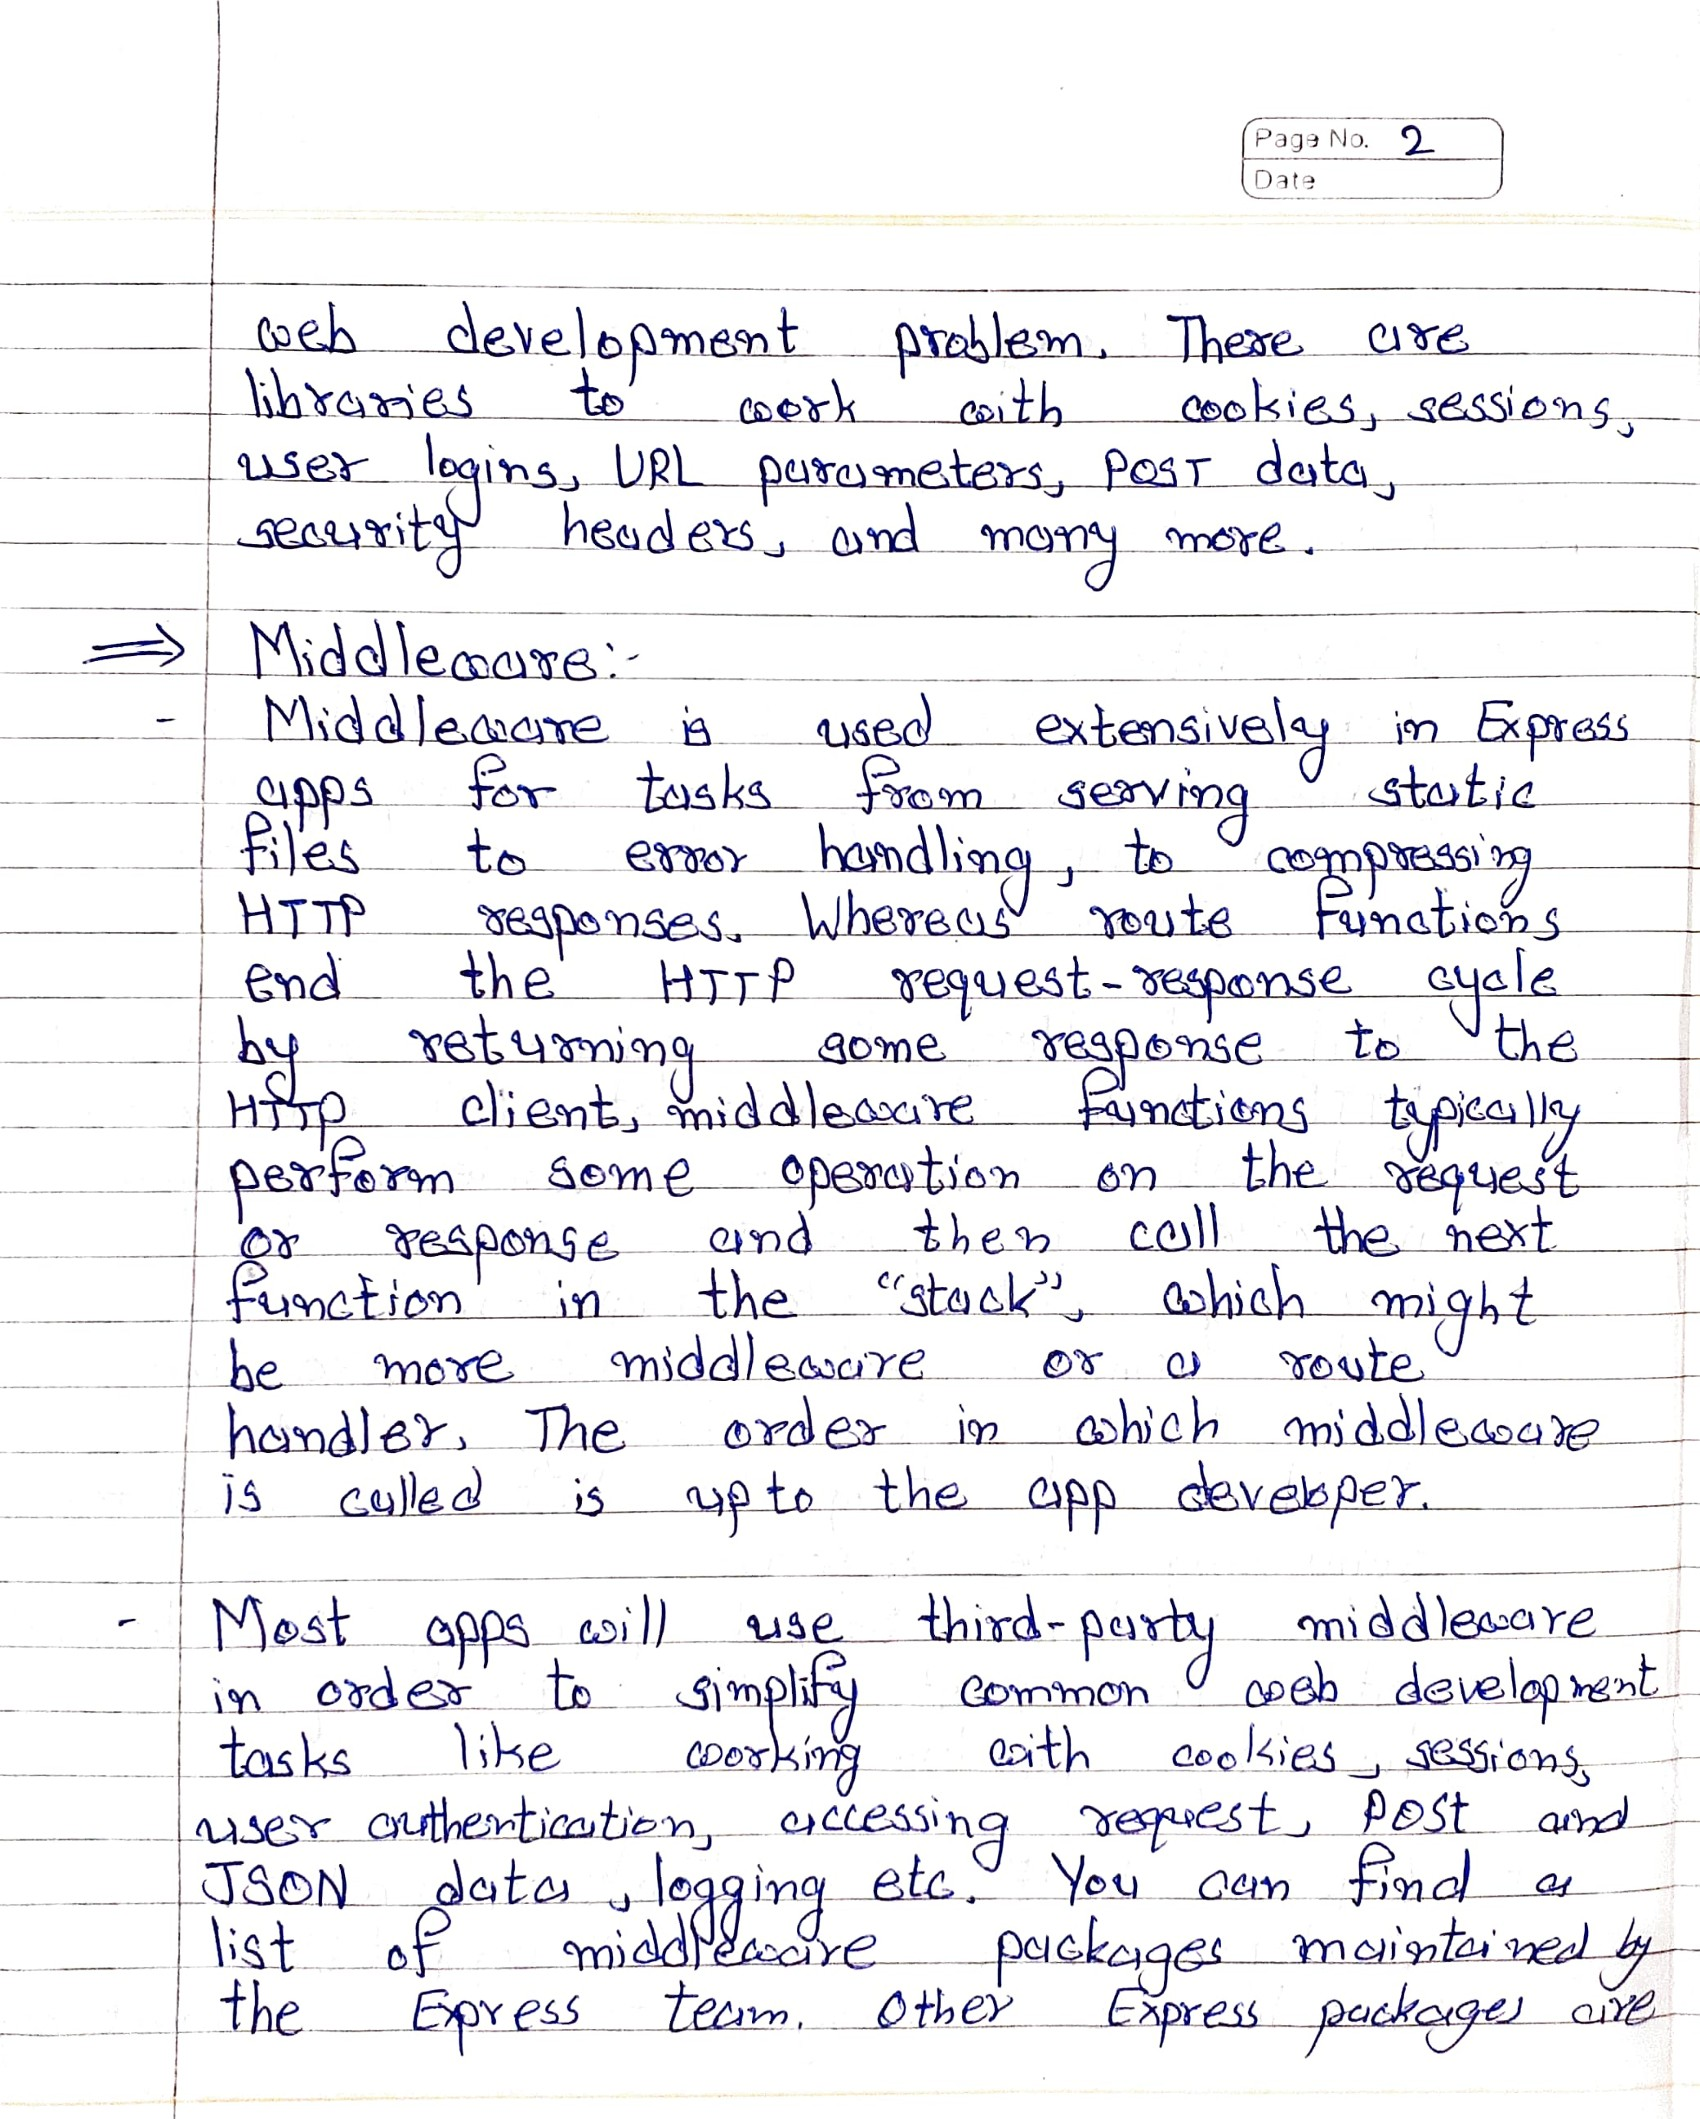 Page No. 2
Date
web development problem. There are
libraries to work with cookies, sessions,
user logins, URL parameters, POST data,
security headers, and many more.
⇒ Middleware:-
- Middleware is used extensively in Express
apps for tasks from serving static
files to error handling, to compressing
HTTP responses. Whereas route functions
end the HTTP request-response cycle
by returning some response to the
HTTP client, middleware functions typically
perform some operation on the request
or response and then call the next
function in the "stack", which might
be more middleware or a route
handler. The order in which middleware
is called is upto the app developer.
- Most apps will use third-party middleware
in order to simplify common web development
tasks like working with cookies, sessions,
user authentication, accessing request, POST and
JSON data, logging etc. You can find a
list of middleware packages maintained by
the Express team. Other Express packages are